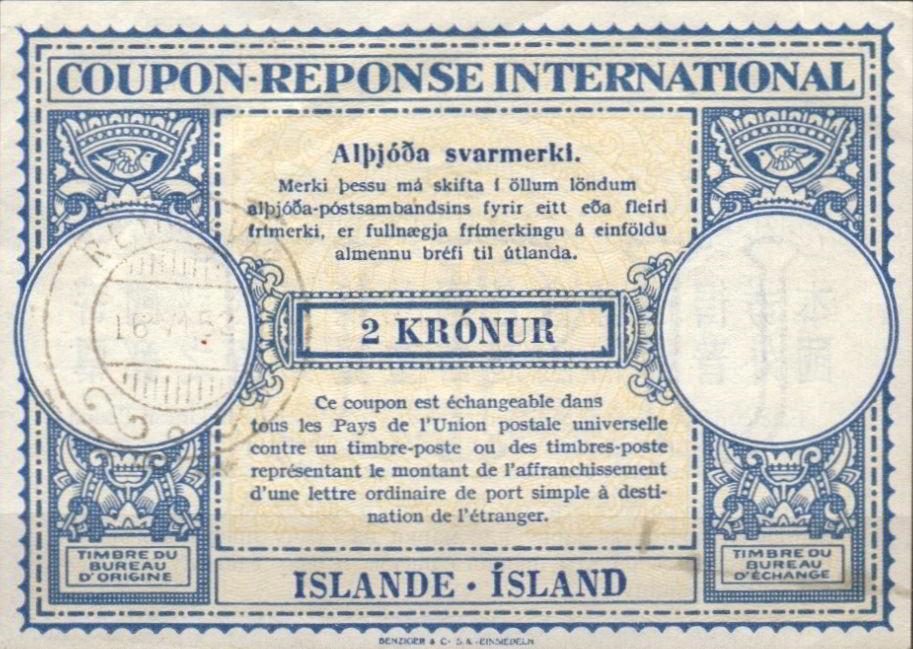 COUPON-REPONSE INTERNATIONAL
Alþjóða svarmerki.
Merki þessu má skifta í öllum löndum
alþjóða-póstsambandsins fyrir eitt eða fleiri
frímerki, er fullnægja frímerkingu á einföldu
almennu bréfi til útlanda.
16 VI 52
2 KRÓNUR
Ce coupon est échangeable dans
tous les Pays de l'Union postale universelle
contre un timbre-poste ou des timbres-poste
représentant le montant de l'affranchissement
d'une lettre ordinaire de port simple à desti-
nation de l'étranger.
TIMBRE DU
BUREAU
D'ORIGINE
TIMBRE DU
BUREAU
D'ÉCHANGE
ISLANDE · ÍSLAND
BENZIGER & C° S.A. - EINSIEDELN